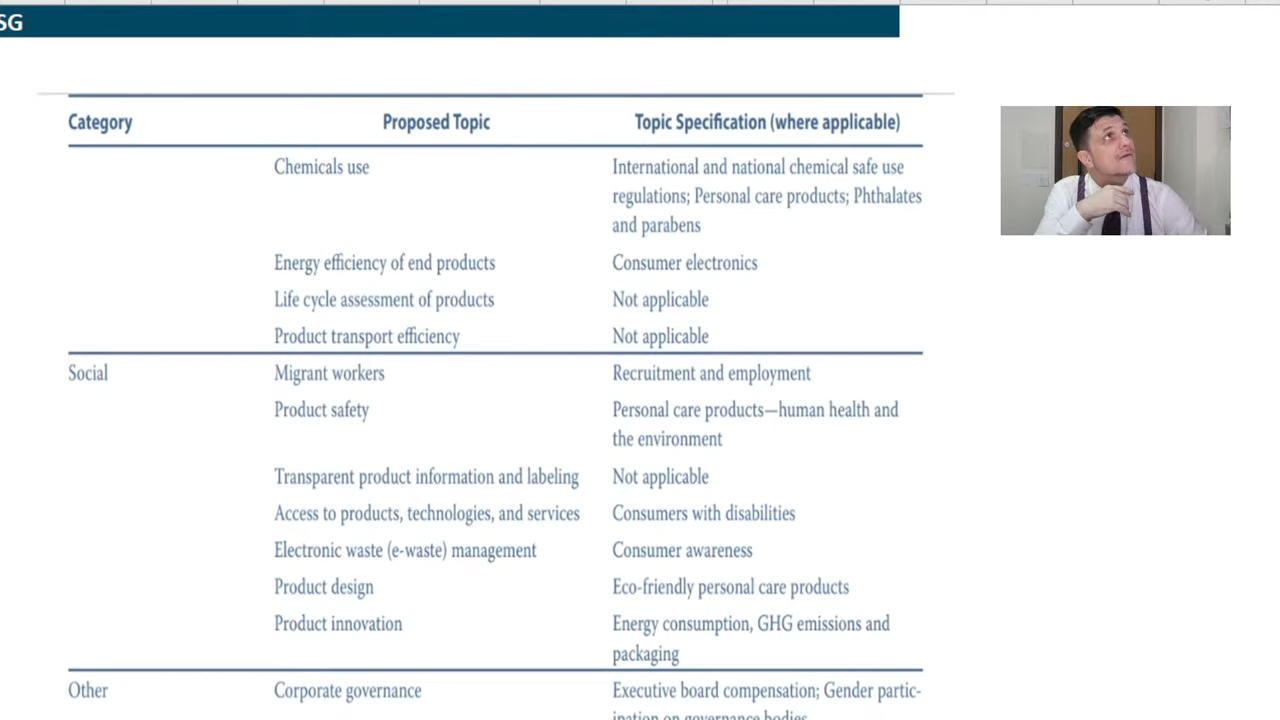 SG
Category Proposed Topic Topic Specification (where applicable)
Chemicals use International and national chemical safe use
regulations; Personal care products; Phthalates
and parabens
Energy efficiency of end products Consumer electronics
Life cycle assessment of products Not applicable
Product transport efficiency Not applicable
Social Migrant workers Recruitment and employment
Product safety Personal care products—human health and
the environment
Transparent product information and labeling Not applicable
Access to products, technologies, and services Consumers with disabilities
Electronic waste (e-waste) management Consumer awareness
Product design Eco-friendly personal care products
Product innovation Energy consumption, GHG emissions and
packaging
Other Corporate governance Executive board compensation; Gender partic-
ipation on governance bodies